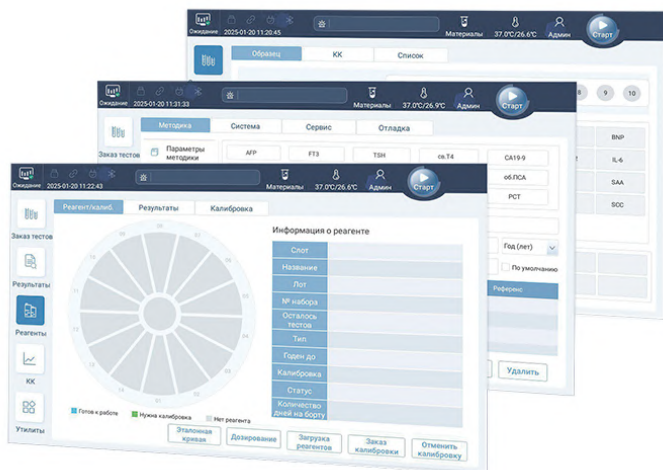 Ожидание 2025-01-20 11:20:45
Материалы 37.0°C/26.6°C Админ Старт
Образец КК Список
8 9 10
BNP
IL-6
SAA
SCC
Ожидание 2025-01-20 11:31:33
Материалы 37.0°C/26.9°C Админ Старт
Методика Система Сервис Отладка
Заказ тестов
Параметры методики
AFP FT3 TSH св.T4 CA19-9
об.ПСА
PCT
Год (лет)
По умолчанию
Референс
Удалить
Ожидание 2025-01-20 11:22:43
Материалы 37.0°C/26.6°C Админ Старт
Реагент/калиб. Результаты Калибровка
Заказ тестов
Результаты
Реагенты
КК
Утилиты
Информация о реагенте
Слот
Название
Лот
№ набора
Осталось
тестов
Тип
Годен до
Калибровка
Статус
Количество
дней на борту
Готов к работе Нужна калибровка Нет реагента
Эталонная
кривая
Дозирование
Загрузка
реагентов
Заказ
калибровки
Отменить
калибровку